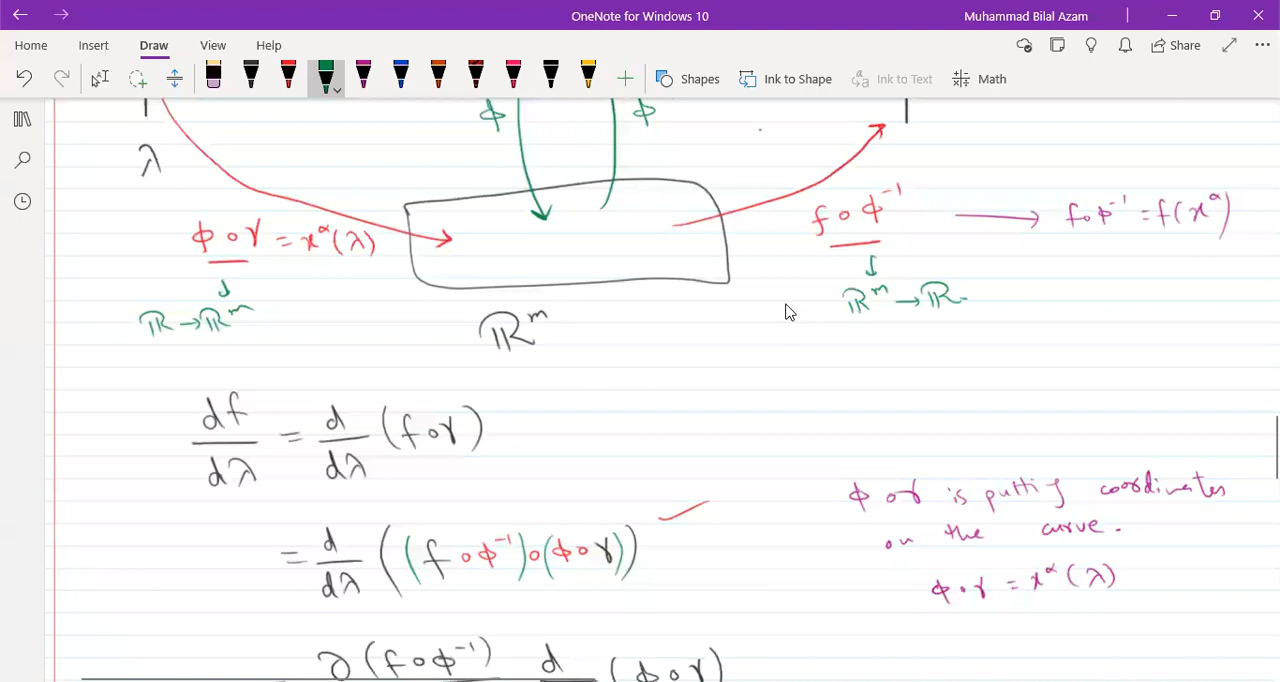 OneNote for Windows 10
Muhammad Bilal Azam
Home Insert Draw View Help
Share
Shapes Ink to Shape Ink to Text Math
ϕ ϕ
λ
ϕ∘γ = x^α(λ)
ℝ → ℝ^m
ℝ^m
f∘ϕ⁻¹ ⟶ f∘ϕ⁻¹ = f(x^α)
ℝ^m → ℝ
df/dλ = d/dλ (f∘γ)
= d/dλ ((f∘ϕ⁻¹)∘(ϕ∘γ))
ϕ∘γ is putting coordinates
on the curve.
ϕ∘γ = x^α(λ)
∂(f∘ϕ⁻¹) d (ϕ∘γ)